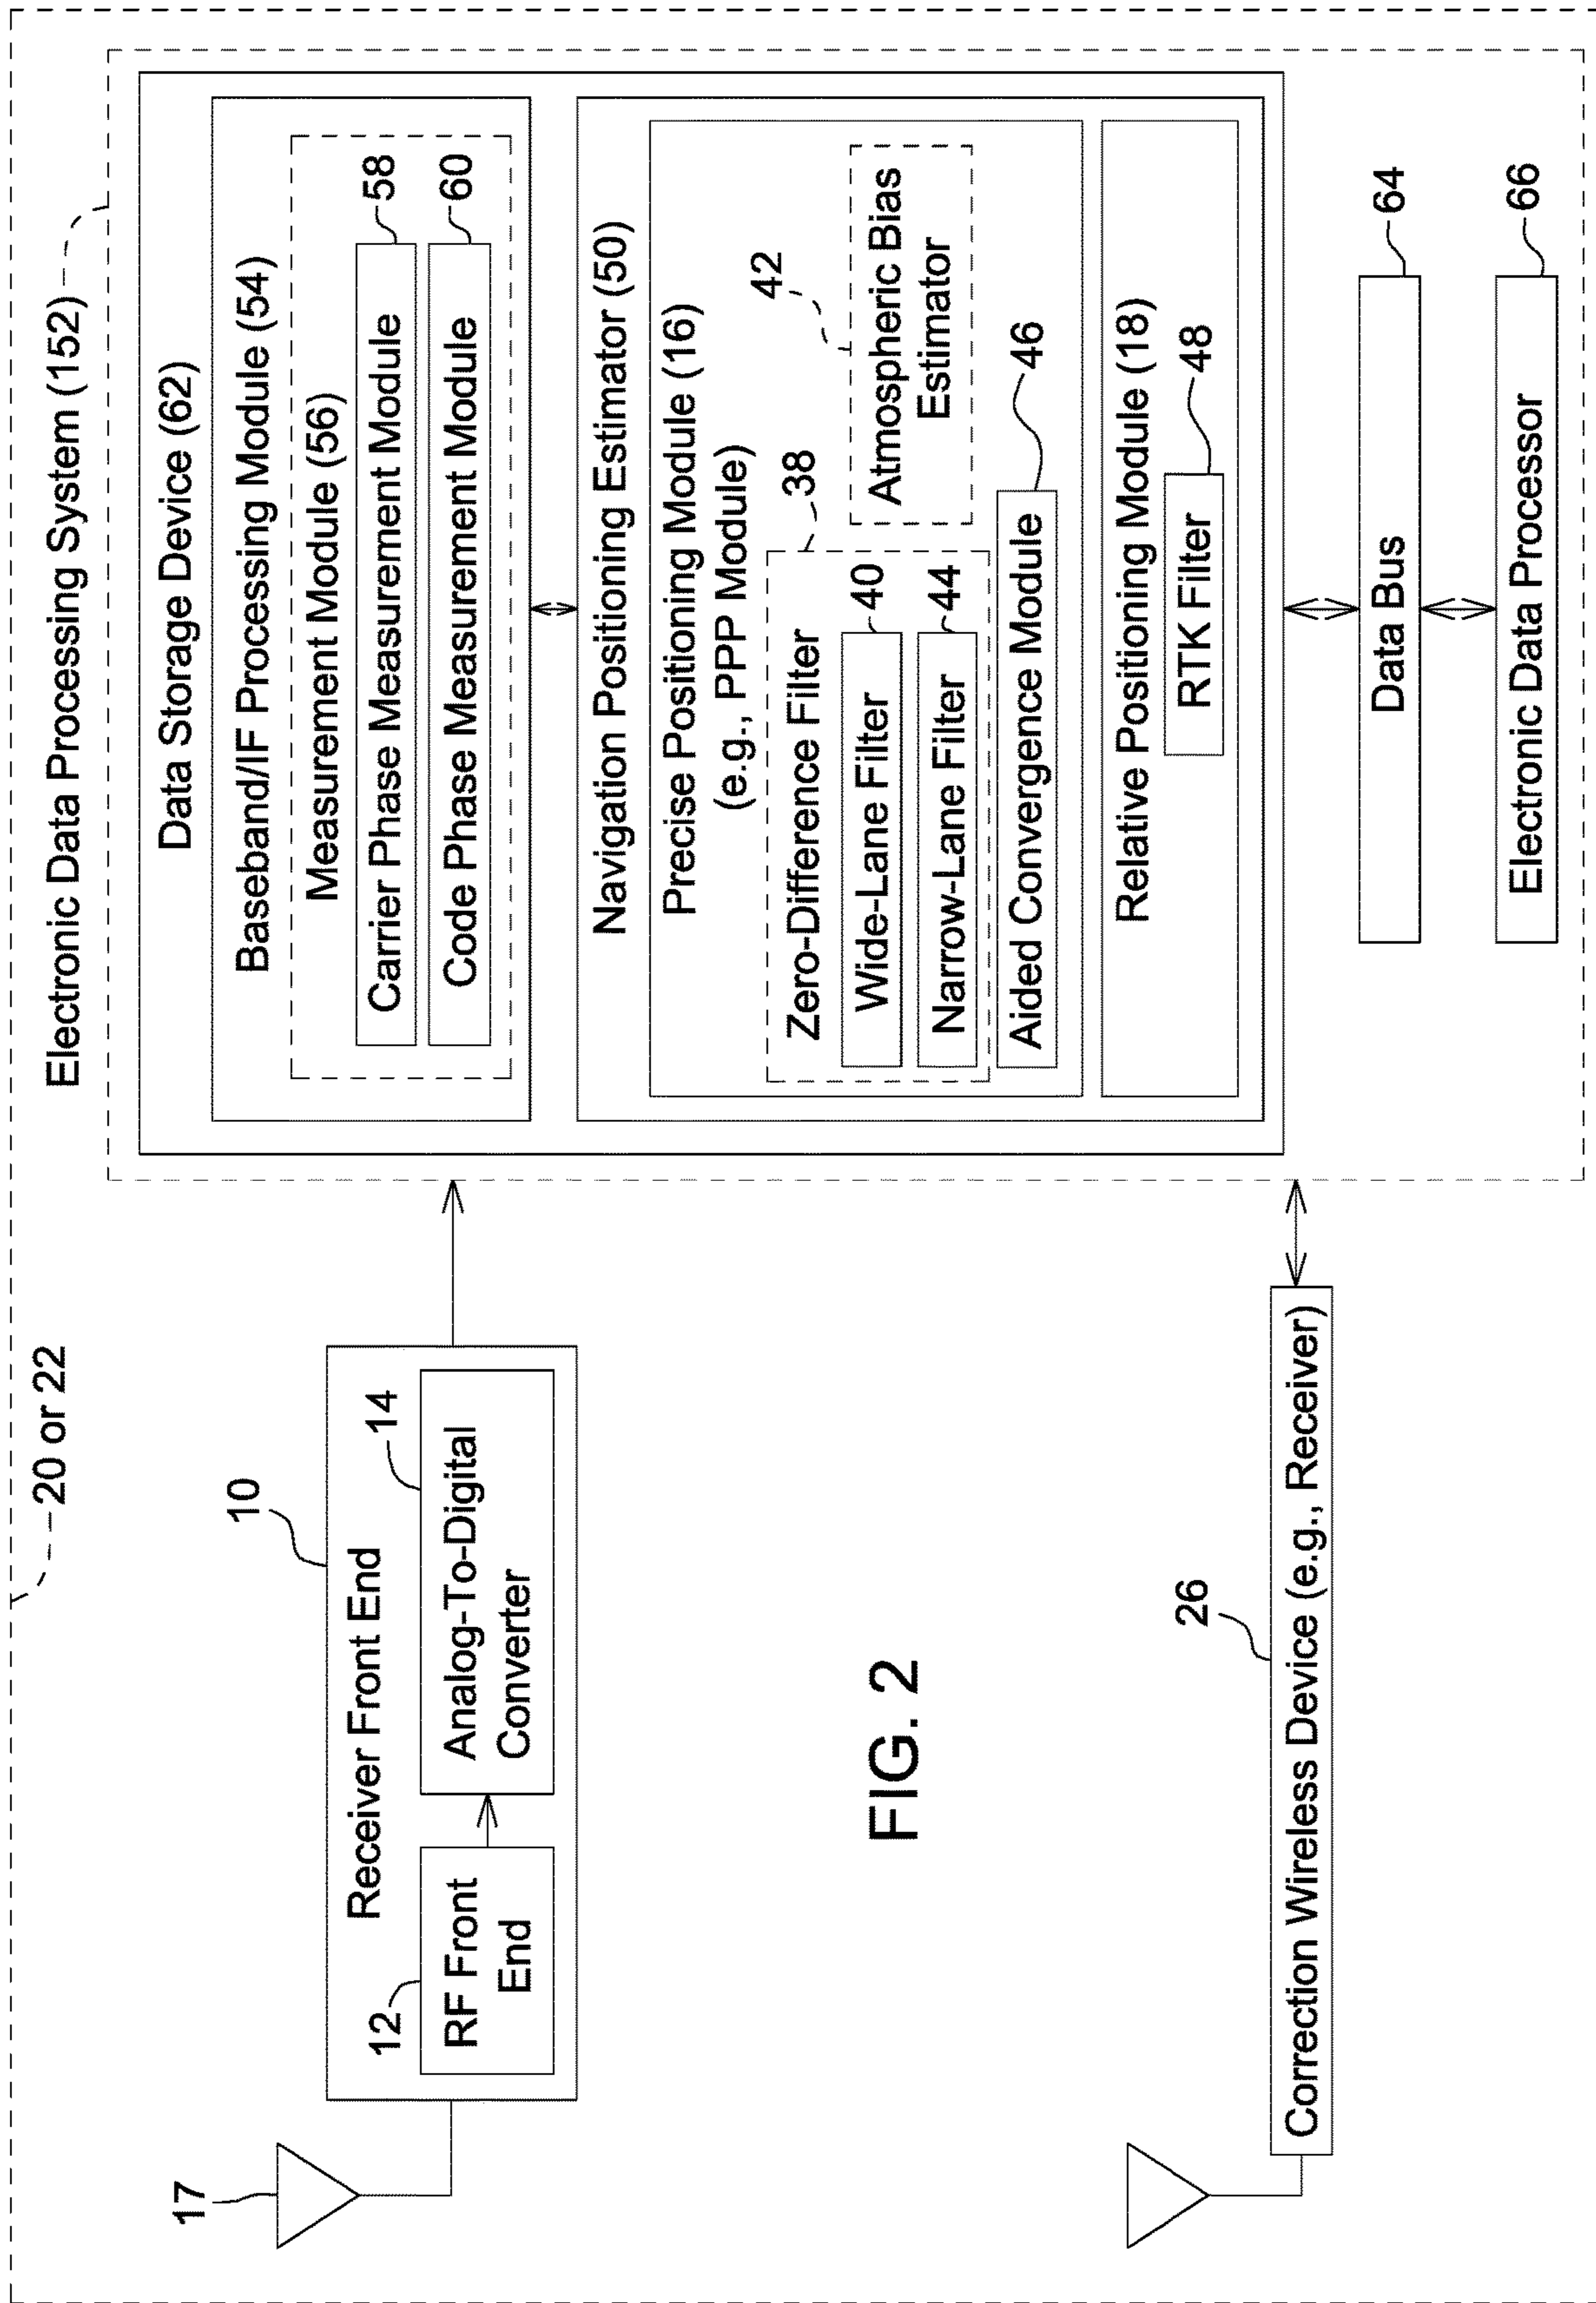 20 or 22
Electronic Data Processing System (152)
17
10
Receiver Front End
12
RF Front
End
14
Analog-To-Digital
Converter
Data Storage Device (62)
Baseband/IF Processing Module (54)
Measurement Module (56)
Carrier Phase Measurement Module
58
Code Phase Measurement Module
60
Navigation Positioning Estimator (50)
Precise Positioning Module (16)
(e.g., PPP Module)
Zero-Difference Filter
38
Wide-Lane Filter
40
Narrow-Lane Filter
44
42
Atmospheric Bias
Estimator
Aided Convergence Module
46
Relative Positioning Module (18)
RTK Filter
48
Data Bus
64
Electronic Data Processor
66
26
Correction Wireless Device (e.g., Receiver)
FIG. 2